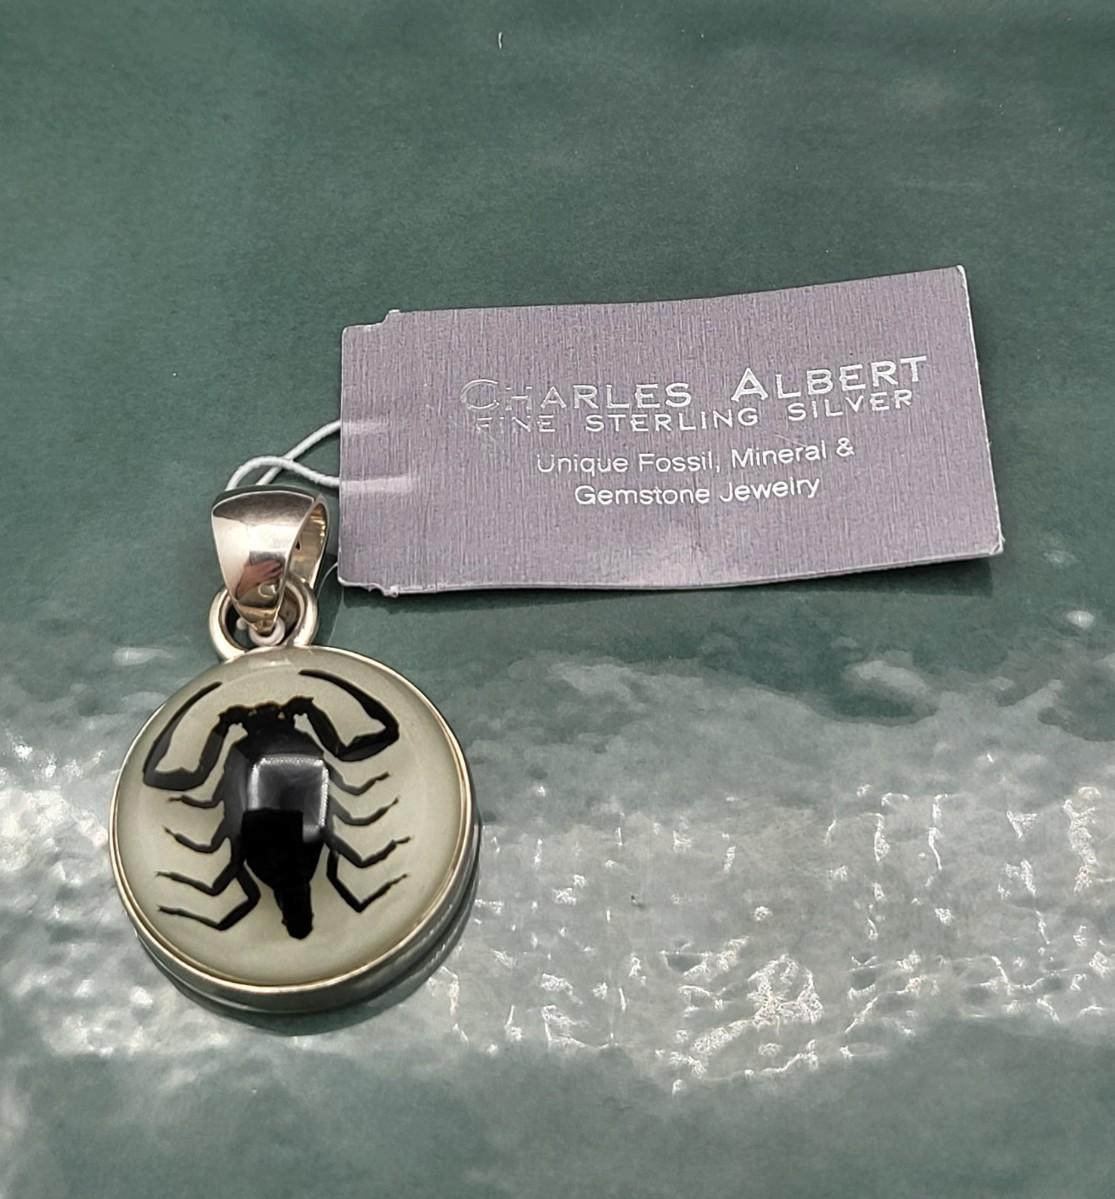 CHARLES ALBERT
FINE STERLING SILVER
Unique Fossil, Mineral &
Gemstone Jewelry